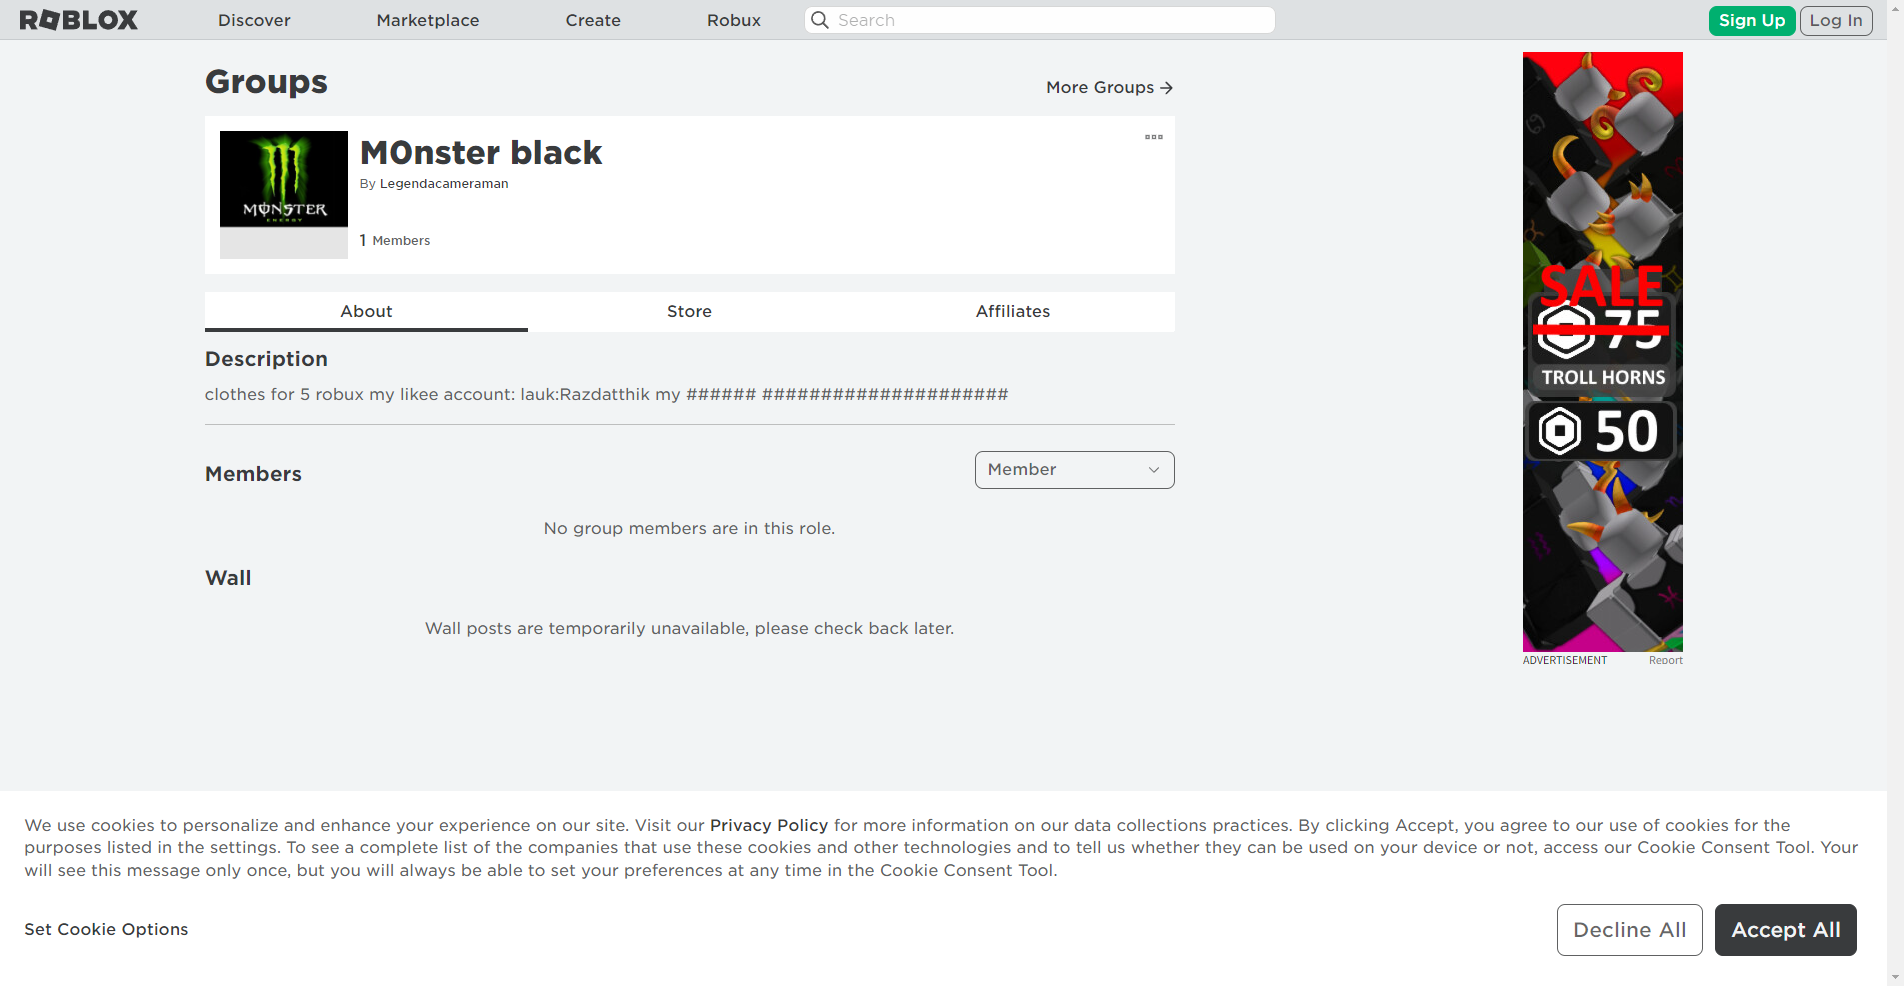 ROBLOX Discover Marketplace Create Robux Search Sign Up Log In
Groups
More Groups
M0nster black
MONSTER
ENERGY
By Legendacameraman
1 Members
About Store Affiliates
Description
clothes for 5 robux my likee account: lauk:Razdatthik my ###### #####################
Members
Member
No group members are in this role.
Wall
Wall posts are temporarily unavailable, please check back later.
SALE
75
TROLL HORNS
50
ADVERTISEMENT Report
We use cookies to personalize and enhance your experience on our site. Visit our Privacy Policy for more information on our data collections practices. By clicking Accept, you agree to our use of cookies for the
purposes listed in the settings. To see a complete list of the companies that use these cookies and other technologies and to tell us whether they can be used on your device or not, access our Cookie Consent Tool. Your
will see this message only once, but you will always be able to set your preferences at any time in the Cookie Consent Tool.
Set Cookie Options
Decline All
Accept All